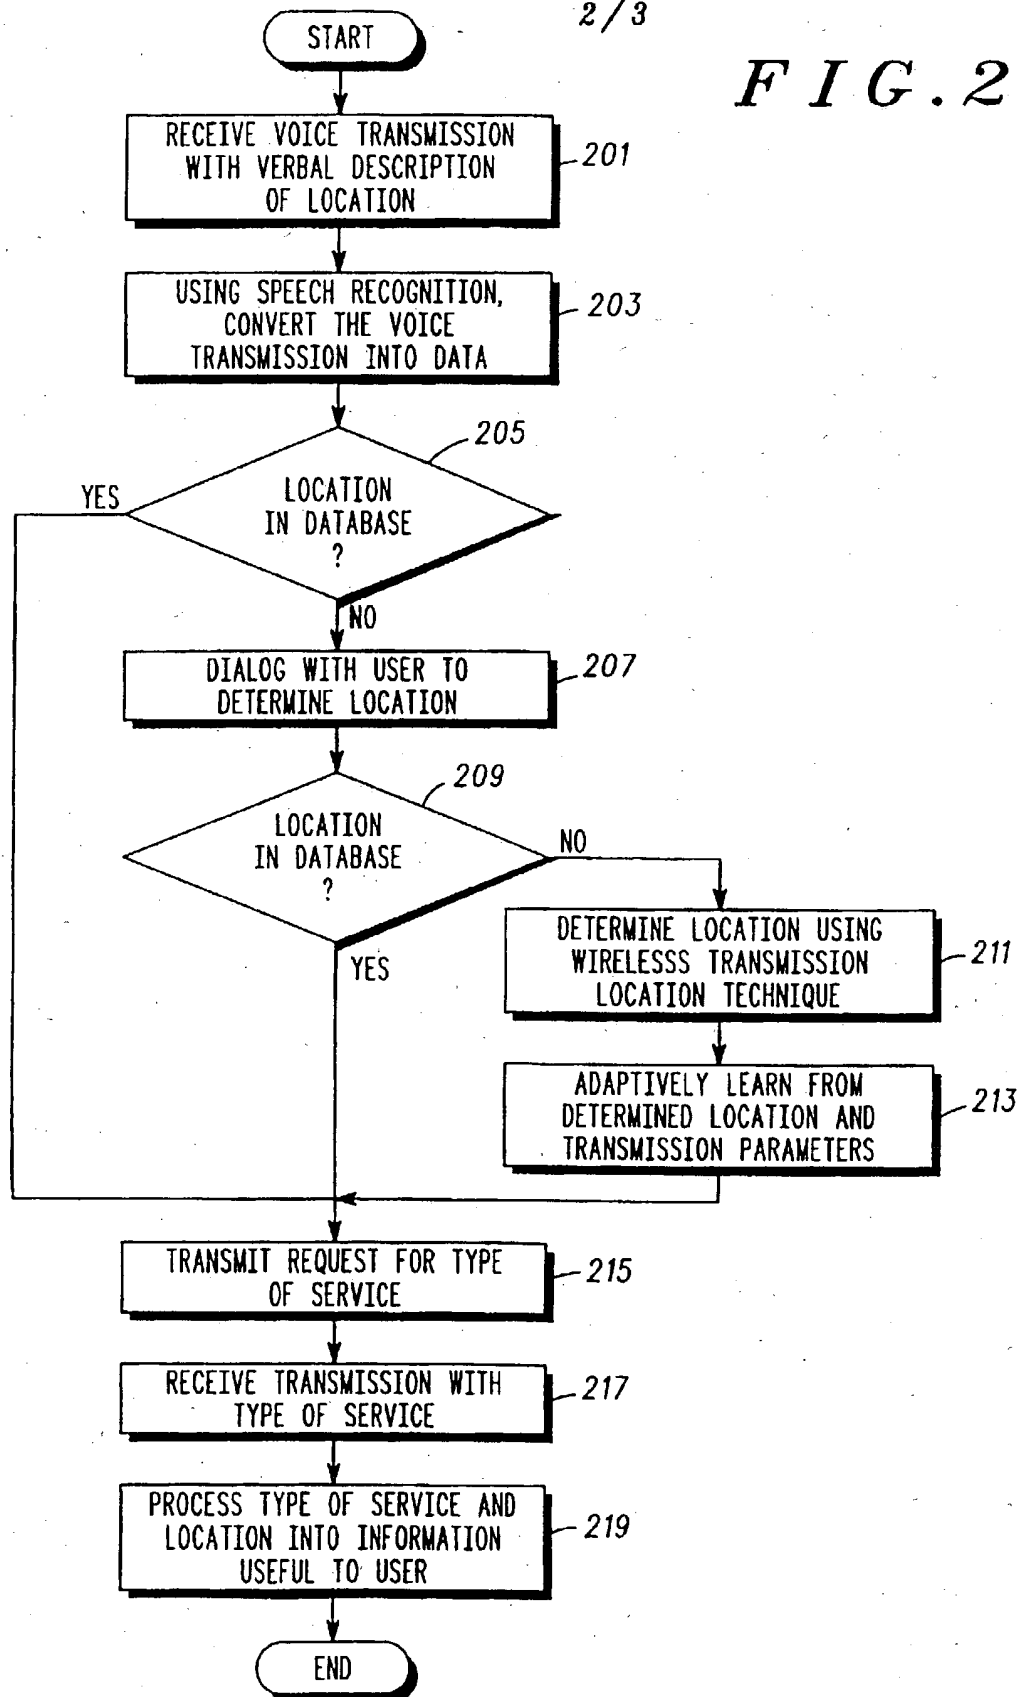 2/3
FIG.2
START
RECEIVE VOICE TRANSMISSION
WITH VERBAL DESCRIPTION
OF LOCATION
201
USING SPEECH RECOGNITION,
CONVERT THE VOICE
TRANSMISSION INTO DATA
203
205
YES
LOCATION
IN DATABASE
?
NO
DIALOG WITH USER TO
DETERMINE LOCATION
207
209
LOCATION
IN DATABASE
?
NO
YES
DETERMINE LOCATION USING
WIRELESSS TRANSMISSION
LOCATION TECHNIQUE
211
ADAPTIVELY LEARN FROM
DETERMINED LOCATION AND
TRANSMISSION PARAMETERS
213
TRANSMIT REQUEST FOR TYPE
OF SERVICE
215
RECEIVE TRANSMISSION WITH
TYPE OF SERVICE
217
PROCESS TYPE OF SERVICE AND
LOCATION INTO INFORMATION
USEFUL TO USER
219
END